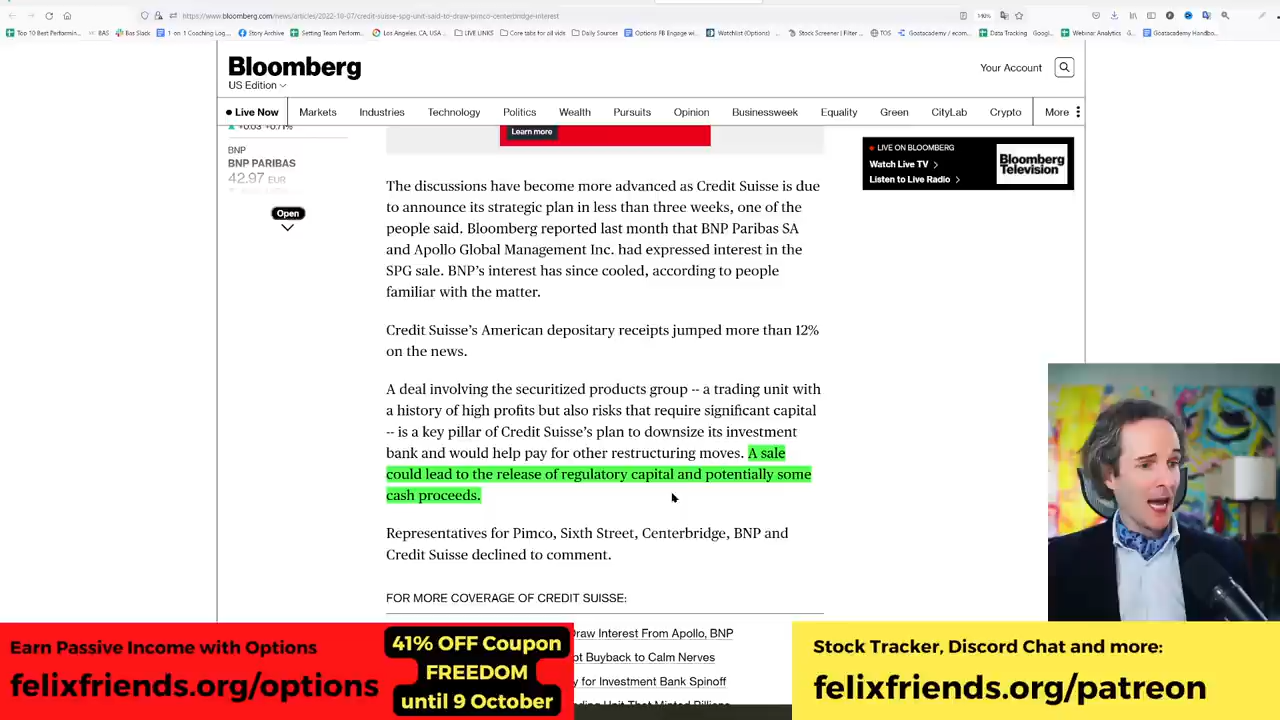 https://www.bloomberg.com/news/articles/2022-10-07/credit-suisse-spg-unit-said-to-draw-pimco-centerbridge-interest
140%
Top 10 Best Performin...
BAS
Bas Slack
1 on 1 Coaching Log...
Story Archive
Setting Team Perform...
Los Angeles, CA, USA ...
LIVE LINKS
Core tabs for all vids
Daily Sources
Options FB Engage wi...
Watchlist (Options)
Stock Screener | Filter ...
TOS
Goatacademy / ecom...
Data Tracking
Googl...
Webinar Analytics
G...
Goatacademy Handbo...
Bloomberg
US Edition
Your Account
Live Now
Markets
Industries
Technology
Politics
Wealth
Pursuits
Opinion
Businessweek
Equality
Green
CityLab
Crypto
More
+0.03 +0.71%
Learn more
BNP
BNP PARIBAS
42.97 EUR
Open
LIVE ON BLOOMBERG
Watch Live TV
Listen to Live Radio
Bloomberg
Television
The discussions have become more advanced as Credit Suisse is due
to announce its strategic plan in less than three weeks, one of the
people said. Bloomberg reported last month that BNP Paribas SA
and Apollo Global Management Inc. had expressed interest in the
SPG sale. BNP’s interest has since cooled, according to people
familiar with the matter.
Credit Suisse’s American depositary receipts jumped more than 12%
on the news.
A deal involving the securitized products group -- a trading unit with
a history of high profits but also risks that require significant capital
-- is a key pillar of Credit Suisse’s plan to downsize its investment
bank and would help pay for other restructuring moves. A sale
could lead to the release of regulatory capital and potentially some
cash proceeds.
Representatives for Pimco, Sixth Street, Centerbridge, BNP and
Credit Suisse declined to comment.
FOR MORE COVERAGE OF CREDIT SUISSE:
raw Interest From Apollo, BNP
bt Buyback to Calm Nerves
y for Investment Bank Spinoff
Earn Passive Income with Options
felixfriends.org/options
41% OFF Coupon
FREEDOM
until 9 October
Stock Tracker, Discord Chat and more:
felixfriends.org/patreon